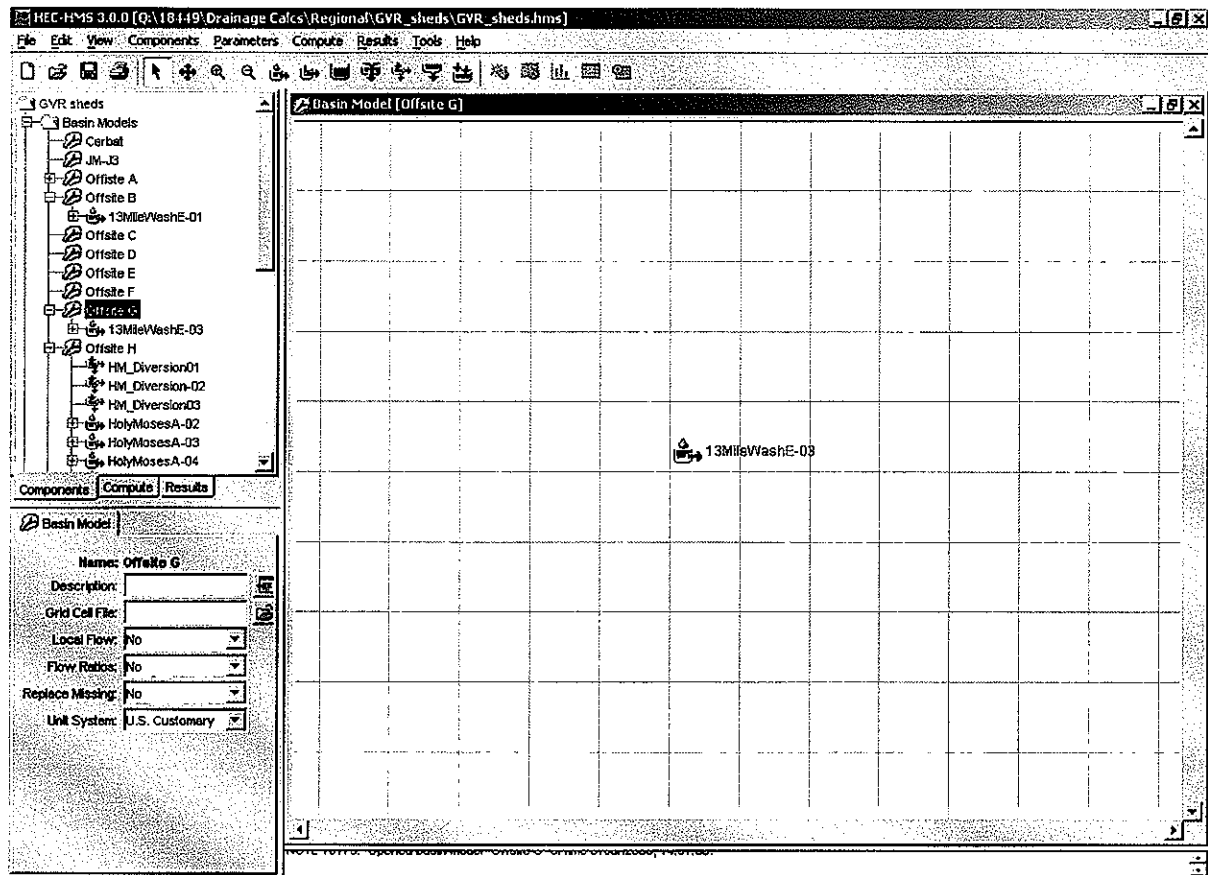 HEC-HMS 3.0.0 [Q:\18449\Drainage Calcs\Regional\GVR_sheds\GVR_sheds.hms]
File Edit View Components Parameters Compute Results Tools Help
GVR sheds
Basin Models
Cerbat
JM-J3
Offiste A
Offsite B
13MileWashE-01
Offsite C
Offsite D
Offsite E
Offsite F
Offsite G
13MileWashE-03
Offsite H
HM_Diversion01
HM_Diversion-02
HM_Diversion03
HolyMosesA-02
HolyMosesA-03
HolyMosesA-04
Components Compute Results
Basin Model [Offsite G]
13MileWashE-03
Basin Model
Name: Offsite G
Description:
Grid Cell File:
Local Flow: No
Flow Ratios: No
Replace Missing: No
Unit System: U.S. Customary